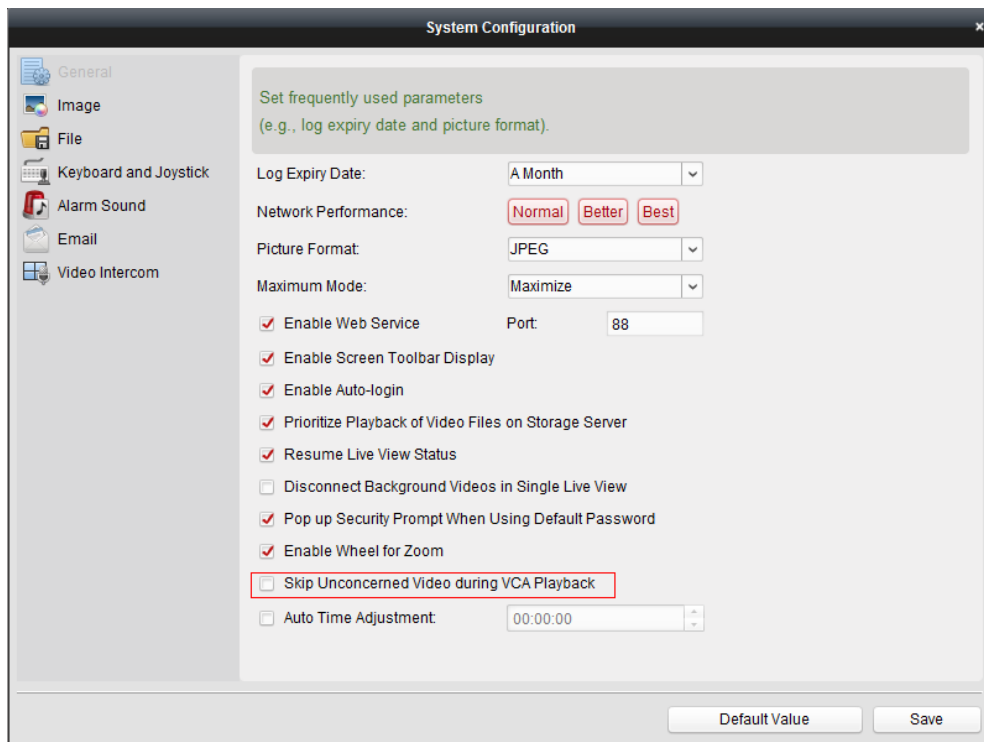 System Configuration
×
General
Image
File
Keyboard and Joystick
Alarm Sound
Email
Video Intercom
Set frequently used parameters
(e.g., log expiry date and picture format).
Log Expiry Date: A Month
Network Performance: Normal Better Best
Picture Format: JPEG
Maximum Mode: Maximize
Enable Web Service Port: 88
Enable Screen Toolbar Display
Enable Auto-login
Prioritize Playback of Video Files on Storage Server
Resume Live View Status
Disconnect Background Videos in Single Live View
Pop up Security Prompt When Using Default Password
Enable Wheel for Zoom
Skip Unconcerned Video during VCA Playback
Auto Time Adjustment: 00:00:00
Default Value Save